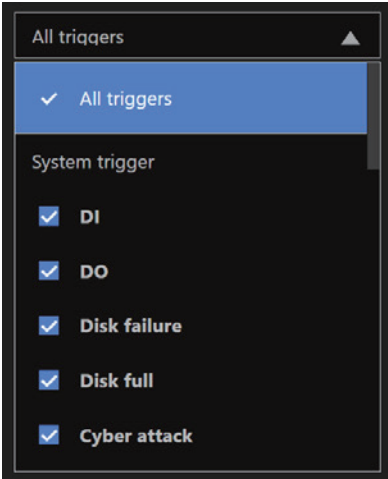 All triggers
All triggers
System trigger
DI
DO
Disk failure
Disk full
Cyber attack